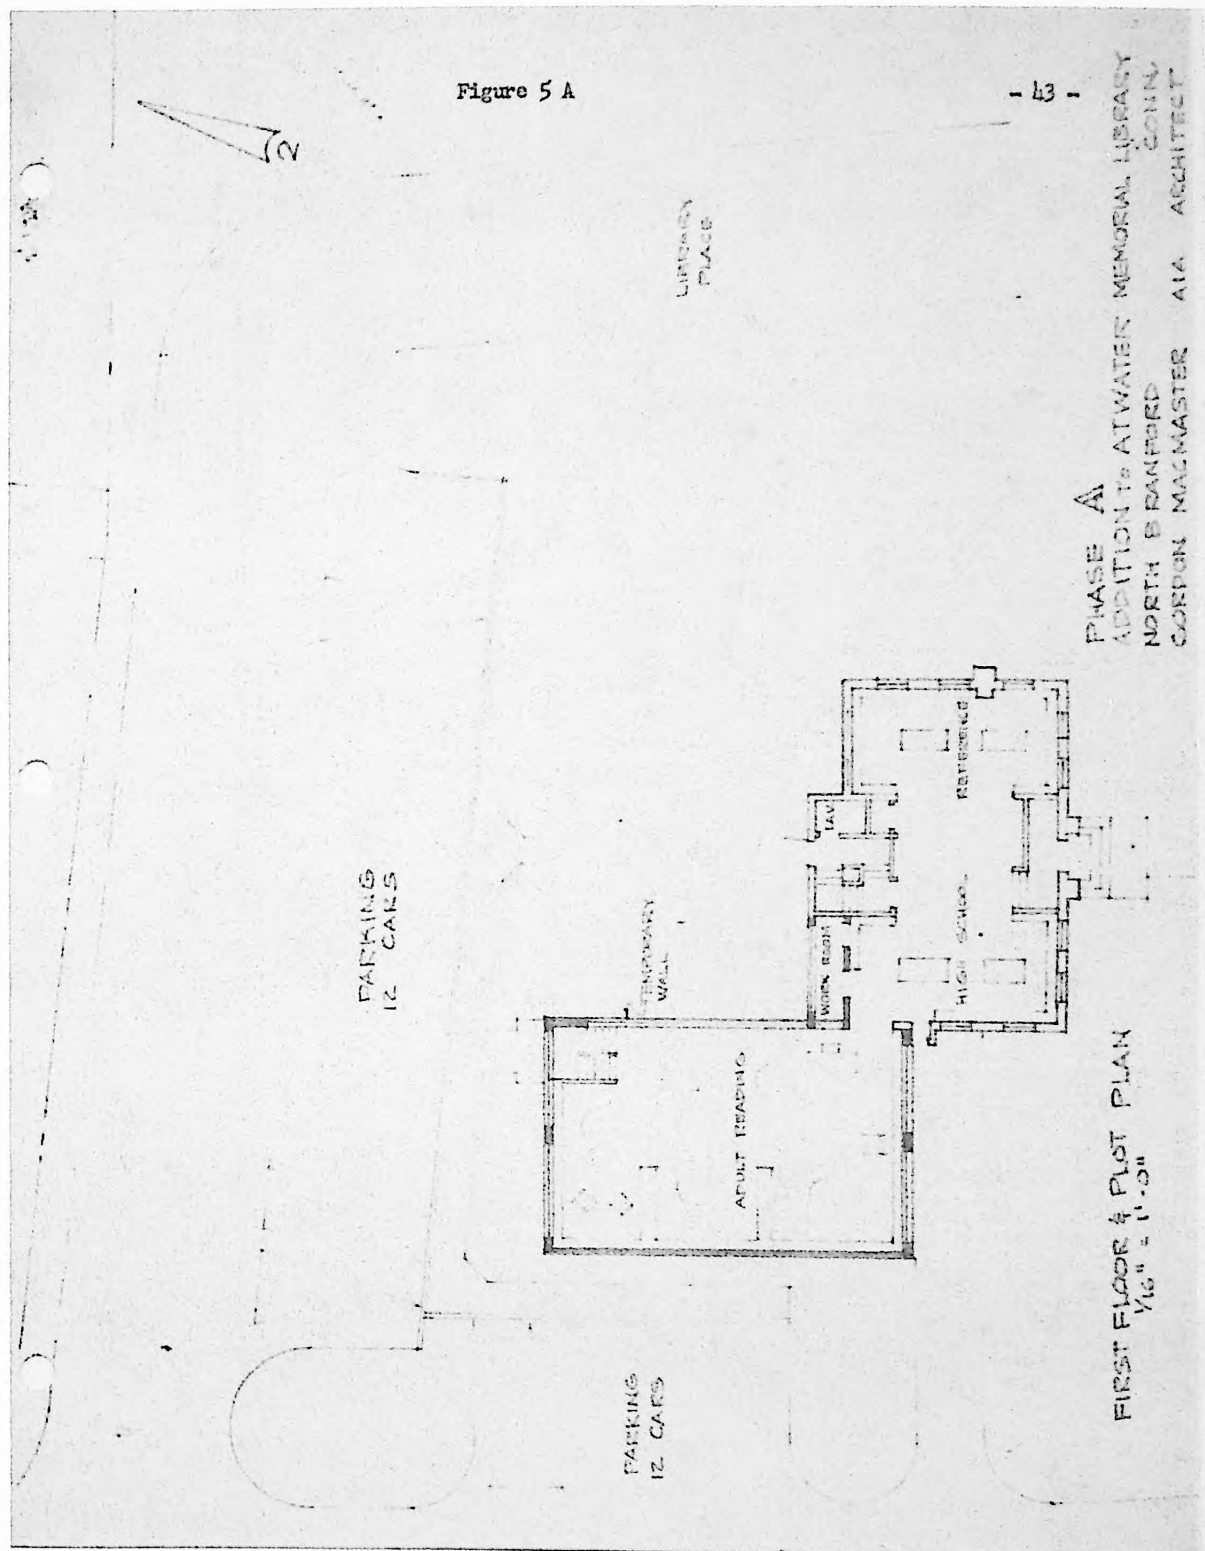 Figure 5 A
- 43 -
N
LIBRARY
PLACE
PARKING
12 CARS
TEMPORARY
WALL
LAV
REFERENCE
WORK ROOM
HIGH SCHOOL
ADULT READING
PARKING
12 CARS
PHASE A
ADDITION TO ATWATER MEMORIAL LIBRARY
NORTH BRANFORD CONN.
GORDON MACMASTER AIA ARCHITECT
FIRST FLOOR & PLOT PLAN
1/16" = 1'-0"